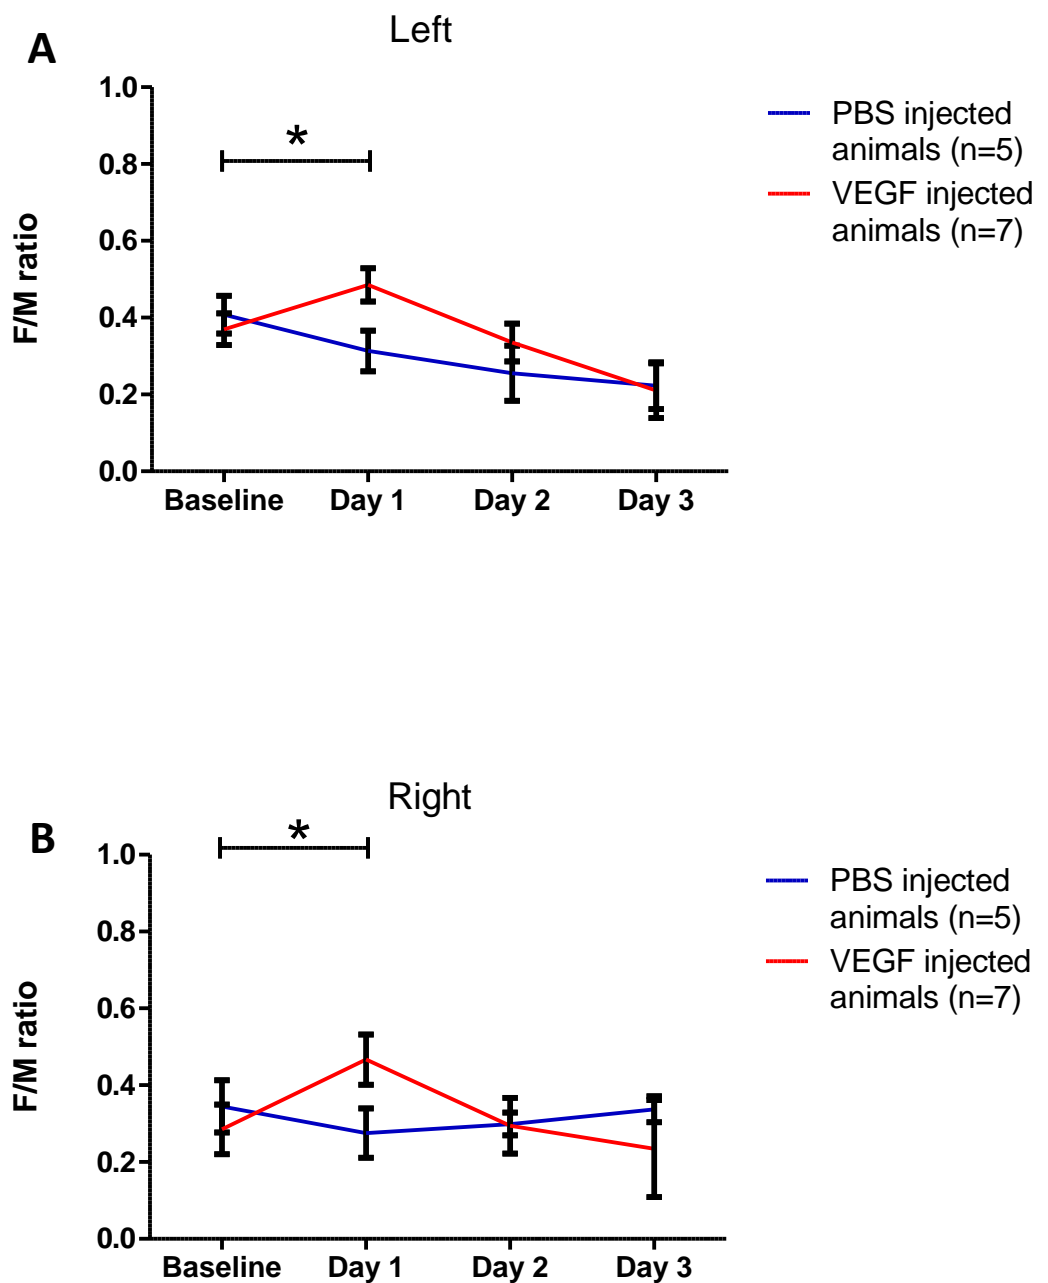 A
Left
1.0
0.8
0.6
0.4
0.2
0.0
F/M ratio
*
Baseline
Day 1
Day 2
Day 3
PBS injected
animals (n=5)
VEGF injected
animals (n=7)
B
Right
1.0
0.8
0.6
0.4
0.2
0.0
F/M ratio
*
Baseline
Day 1
Day 2
Day 3
PBS injected
animals (n=5)
VEGF injected
animals (n=7)